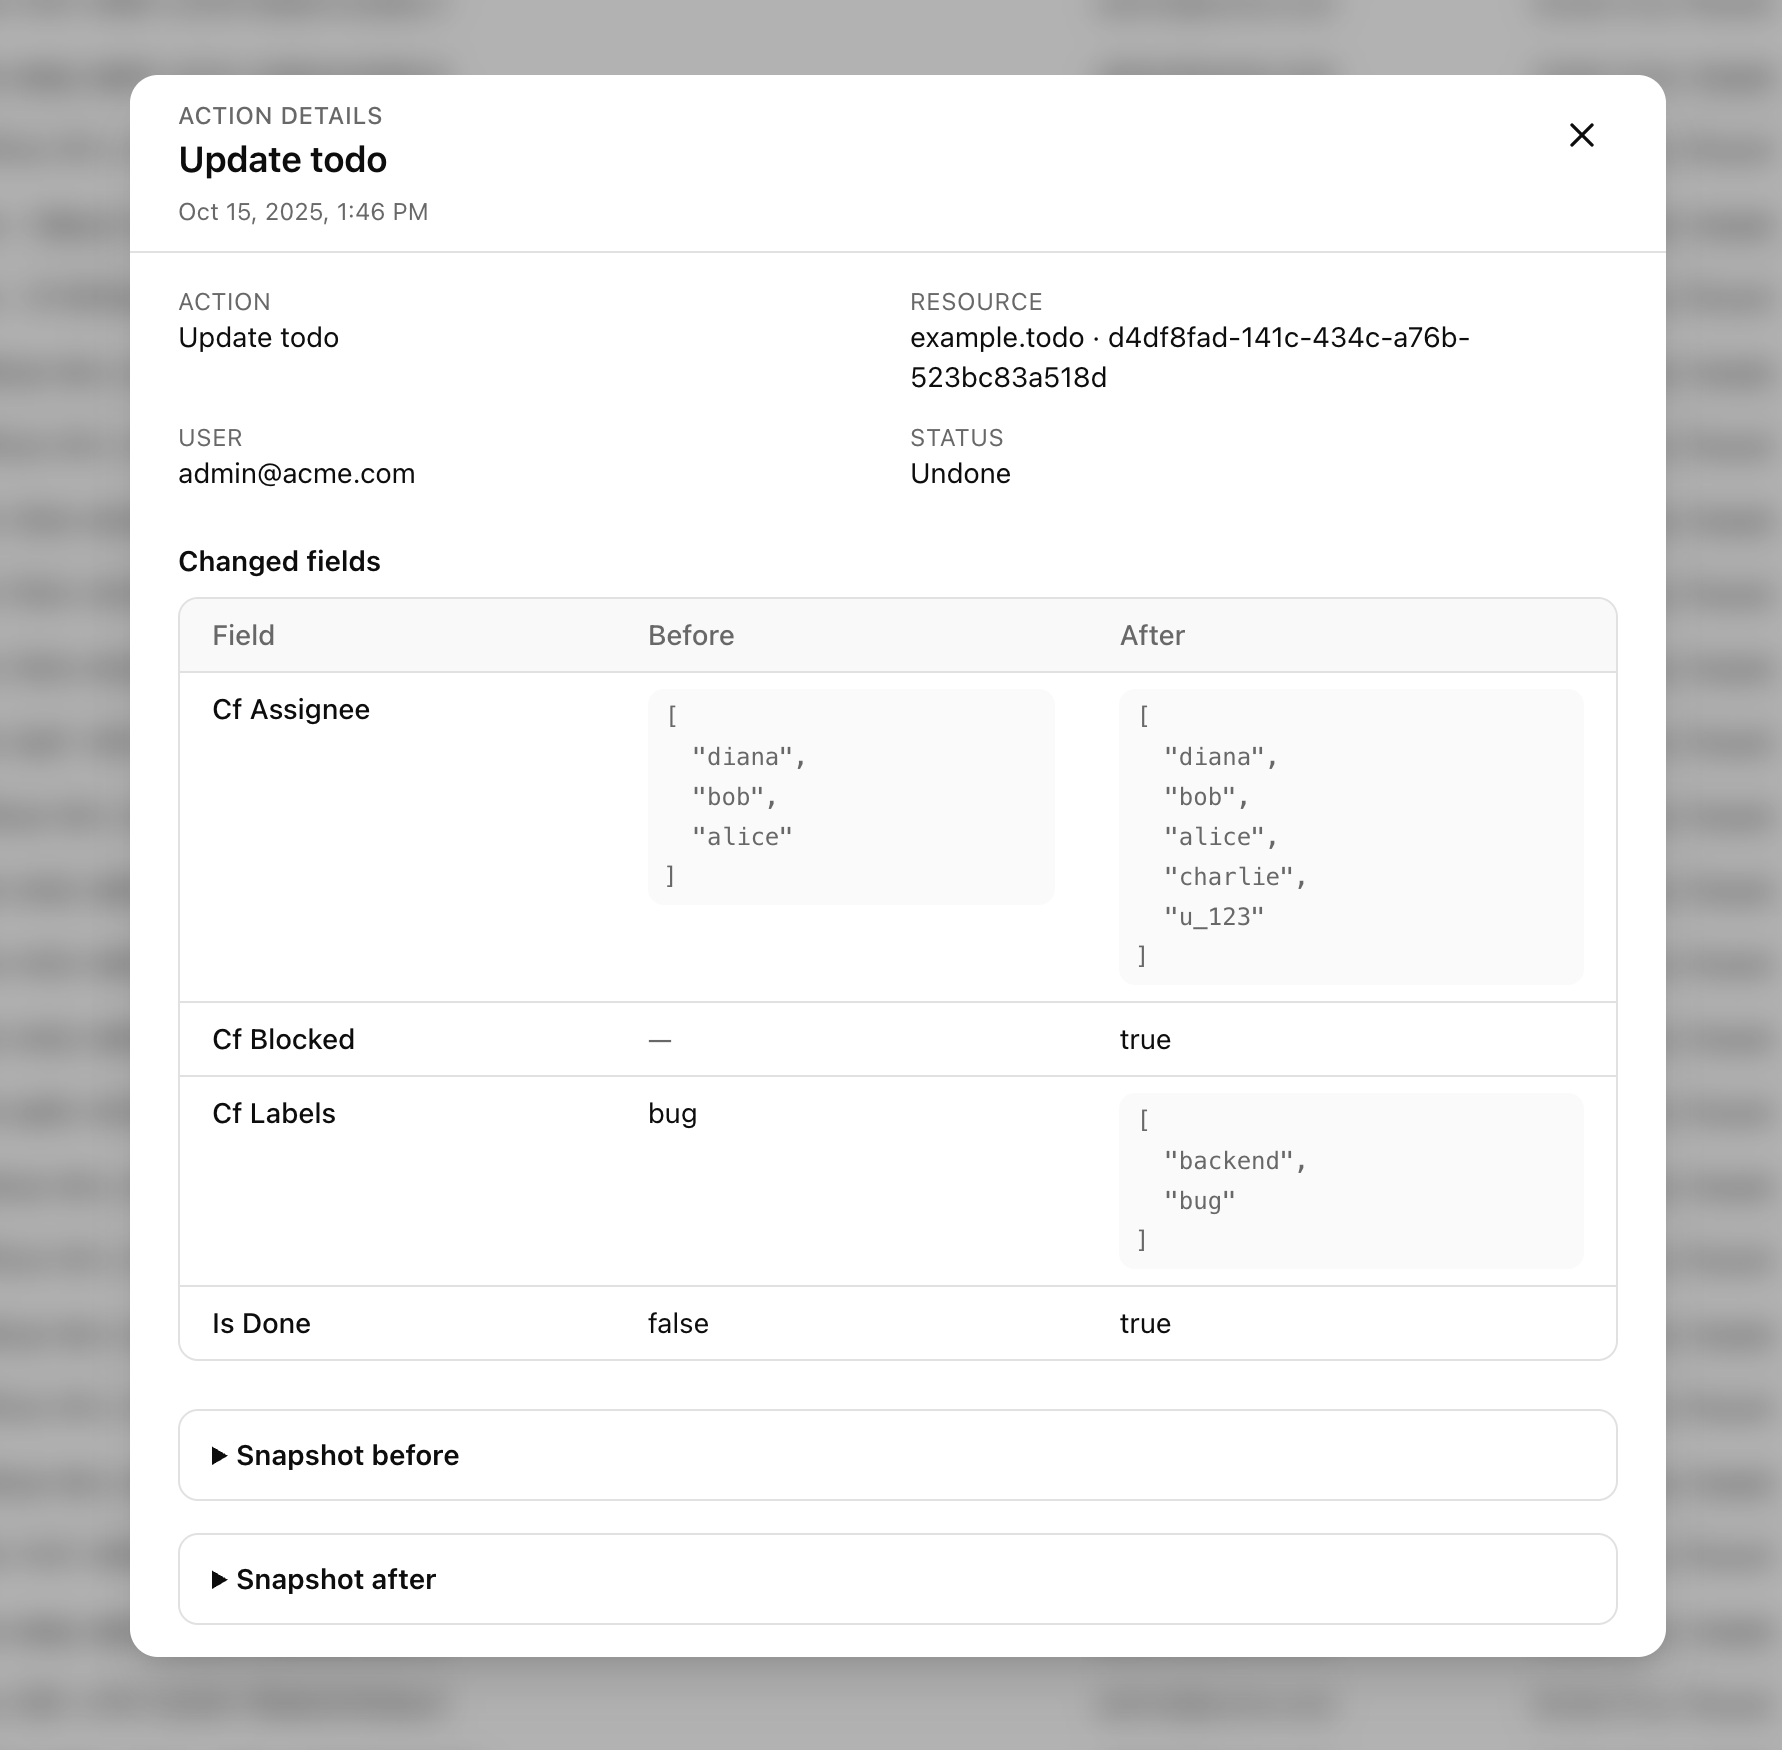 ACTION DETAILS
Update todo
Oct 15, 2025, 1:46 PM
ACTION
Update todo
RESOURCE
example.todo · d4df8fad-141c-434c-a76b-
523bc83a518d
USER
admin@acme.com
STATUS
Undone
Changed fields
Field Before After
Cf Assignee
[
"diana",
"bob",
"alice"
]
[
"diana",
"bob",
"alice",
"charlie",
"u_123"
]
Cf Blocked — true
Cf Labels
bug
[
"backend",
"bug"
]
Is Done false true
▶ Snapshot before
▶ Snapshot after